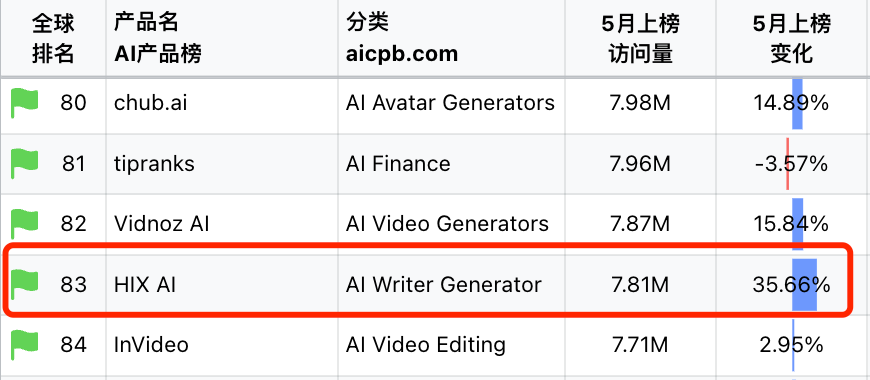 全球排名 产品名 AI产品榜 分类 aicpb.com 5月上榜访问量 5月上榜变化
80 chub.ai AI Avatar Generators 7.98M 14.89%
81 tipranks AI Finance 7.96M -3.57%
82 Vidnoz AI AI Video Generators 7.87M 15.84%
83 HIX AI AI Writer Generator 7.81M 35.66%
84 InVideo AI Video Editing 7.71M 2.95%